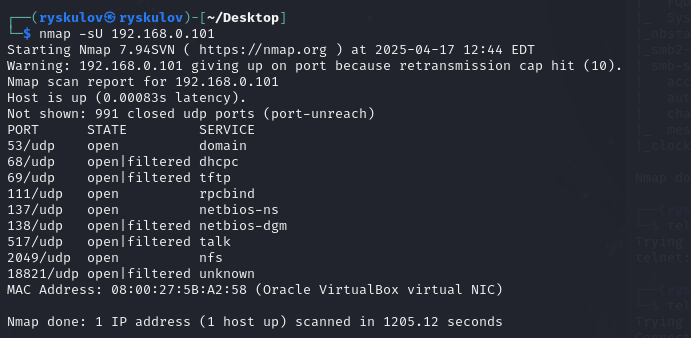 ┌──(ryskulov㉿ryskulov)-[~/Desktop]
└─$ nmap -sU 192.168.0.101
Starting Nmap 7.94SVN ( https://nmap.org ) at 2025-04-17 12:44 EDT
Warning: 192.168.0.101 giving up on port because retransmission cap hit (10).
Nmap scan report for 192.168.0.101
Host is up (0.00083s latency).
Not shown: 991 closed udp ports (port-unreach)
PORT      STATE         SERVICE
53/udp    open          domain
68/udp    open|filtered dhcpc
69/udp    open|filtered tftp
111/udp   open          rpcbind
137/udp   open          netbios-ns
138/udp   open|filtered netbios-dgm
517/udp   open|filtered talk
2049/udp  open          nfs
18821/udp open|filtered unknown
MAC Address: 08:00:27:5B:A2:58 (Oracle VirtualBox virtual NIC)
Nmap done: 1 IP address (1 host up) scanned in 1205.12 seconds